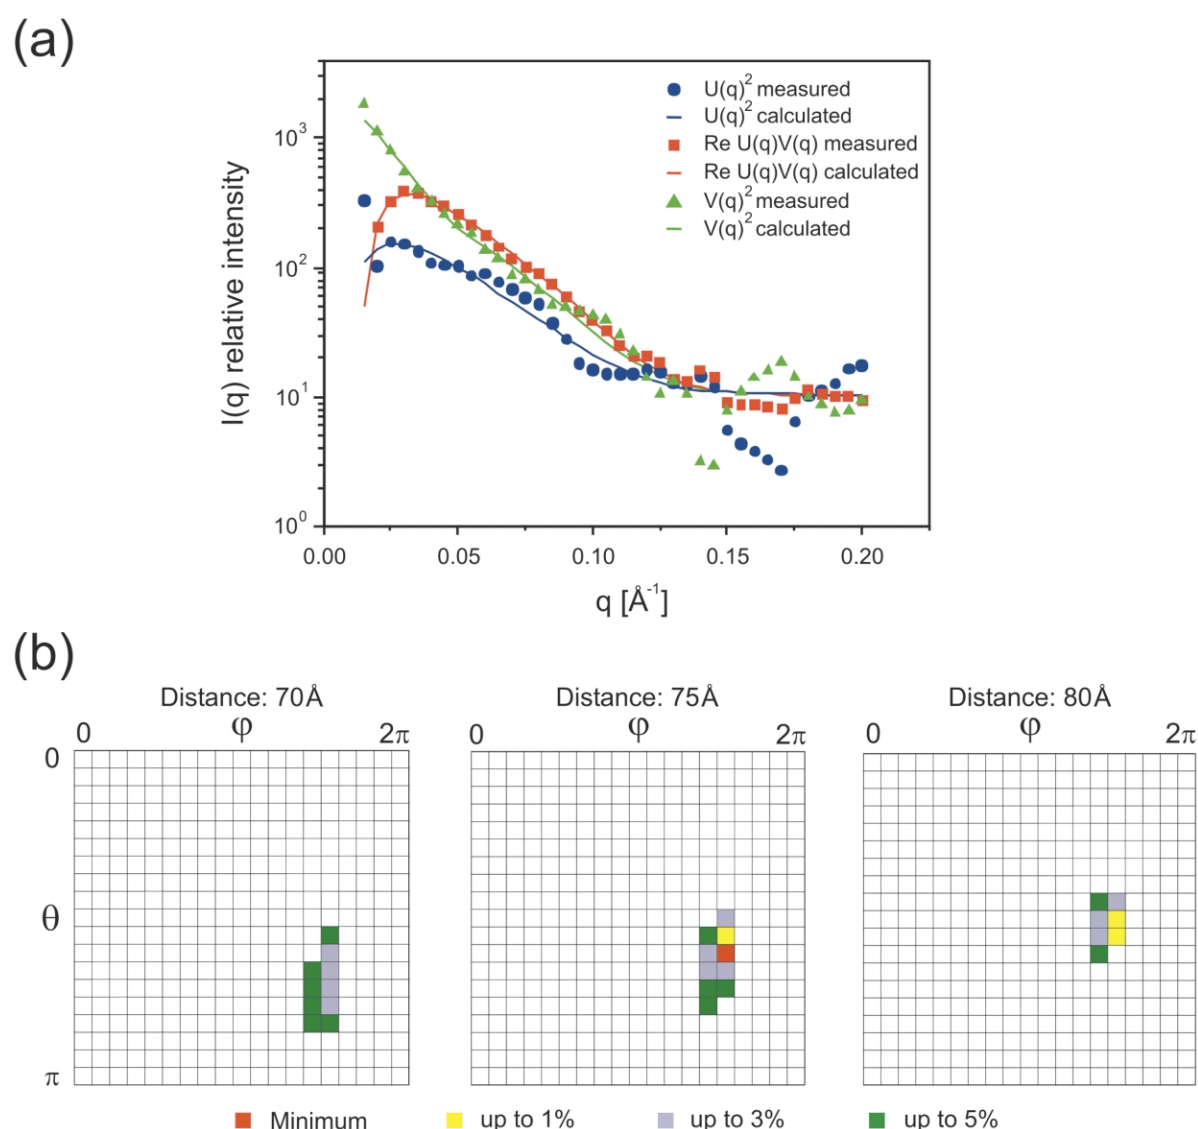 (a)
I(q) relative intensity
10³
10²
10¹
10⁰
U(q)² measured
U(q)² calculated
Re U(q)V(q) measured
Re U(q)V(q) calculated
V(q)² measured
V(q)² calculated
0.00 0.05 0.10 0.15 0.20
q [Å⁻¹]
(b)
Distance: 70Å Distance: 75Å Distance: 80Å
0 φ 2π 0 φ 2π 0 φ 2π
0
θ
π
Minimum up to 1% up to 3% up to 5%